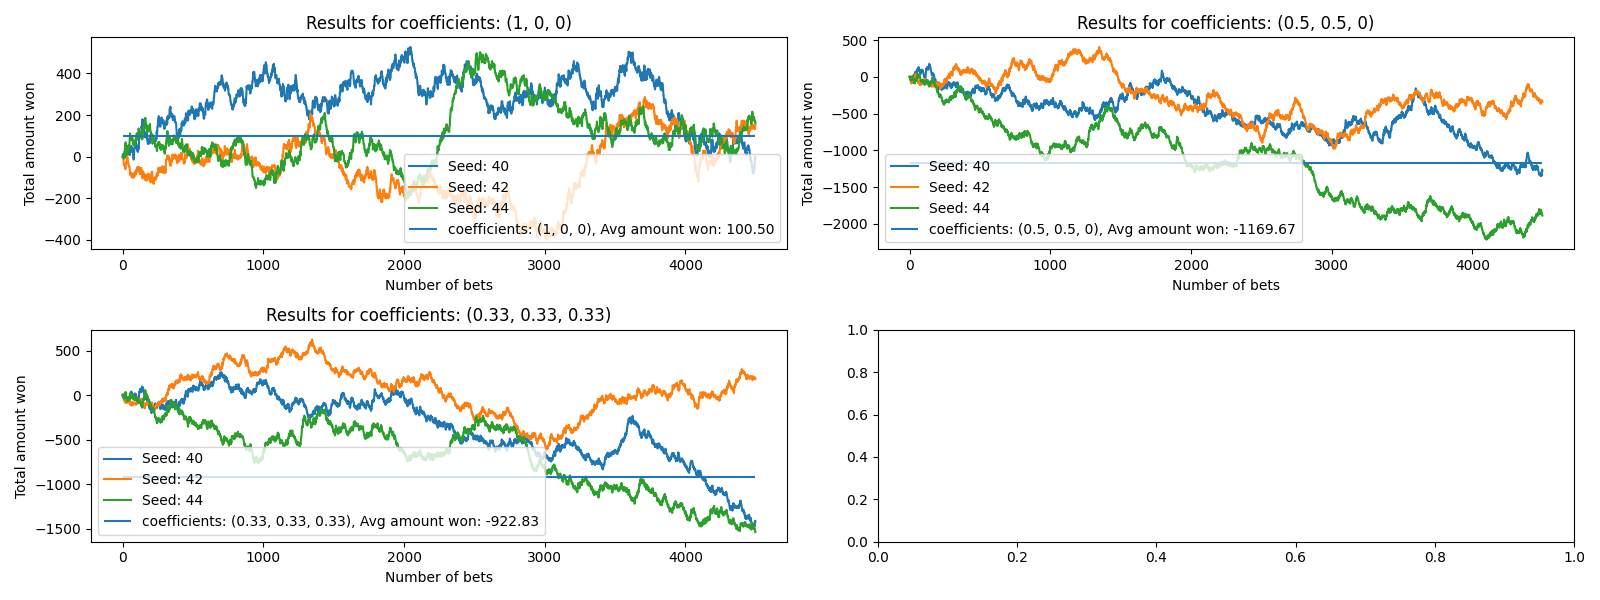 Results for coefficients: (1, 0, 0)
Total amount won
400
200
0
−200
−400
Seed: 40
Seed: 42
Seed: 44
coefficients: (1, 0, 0), Avg amount won: 100.50
0 1000 2000 3000 4000
Number of bets
Results for coefficients: (0.5, 0.5, 0)
Total amount won
500
0
−500
−1000
−1500
−2000
Seed: 40
Seed: 42
Seed: 44
coefficients: (0.5, 0.5, 0), Avg amount won: -1169.67
0 1000 2000 3000 4000
Number of bets
Results for coefficients: (0.33, 0.33, 0.33)
Total amount won
500
0
−500
−1000
−1500
Seed: 40
Seed: 42
Seed: 44
coefficients: (0.33, 0.33, 0.33), Avg amount won: -922.83
0 1000 2000 3000 4000
Number of bets
1.0
0.8
0.6
0.4
0.2
0.0
0.0 0.2 0.4 0.6 0.8 1.0